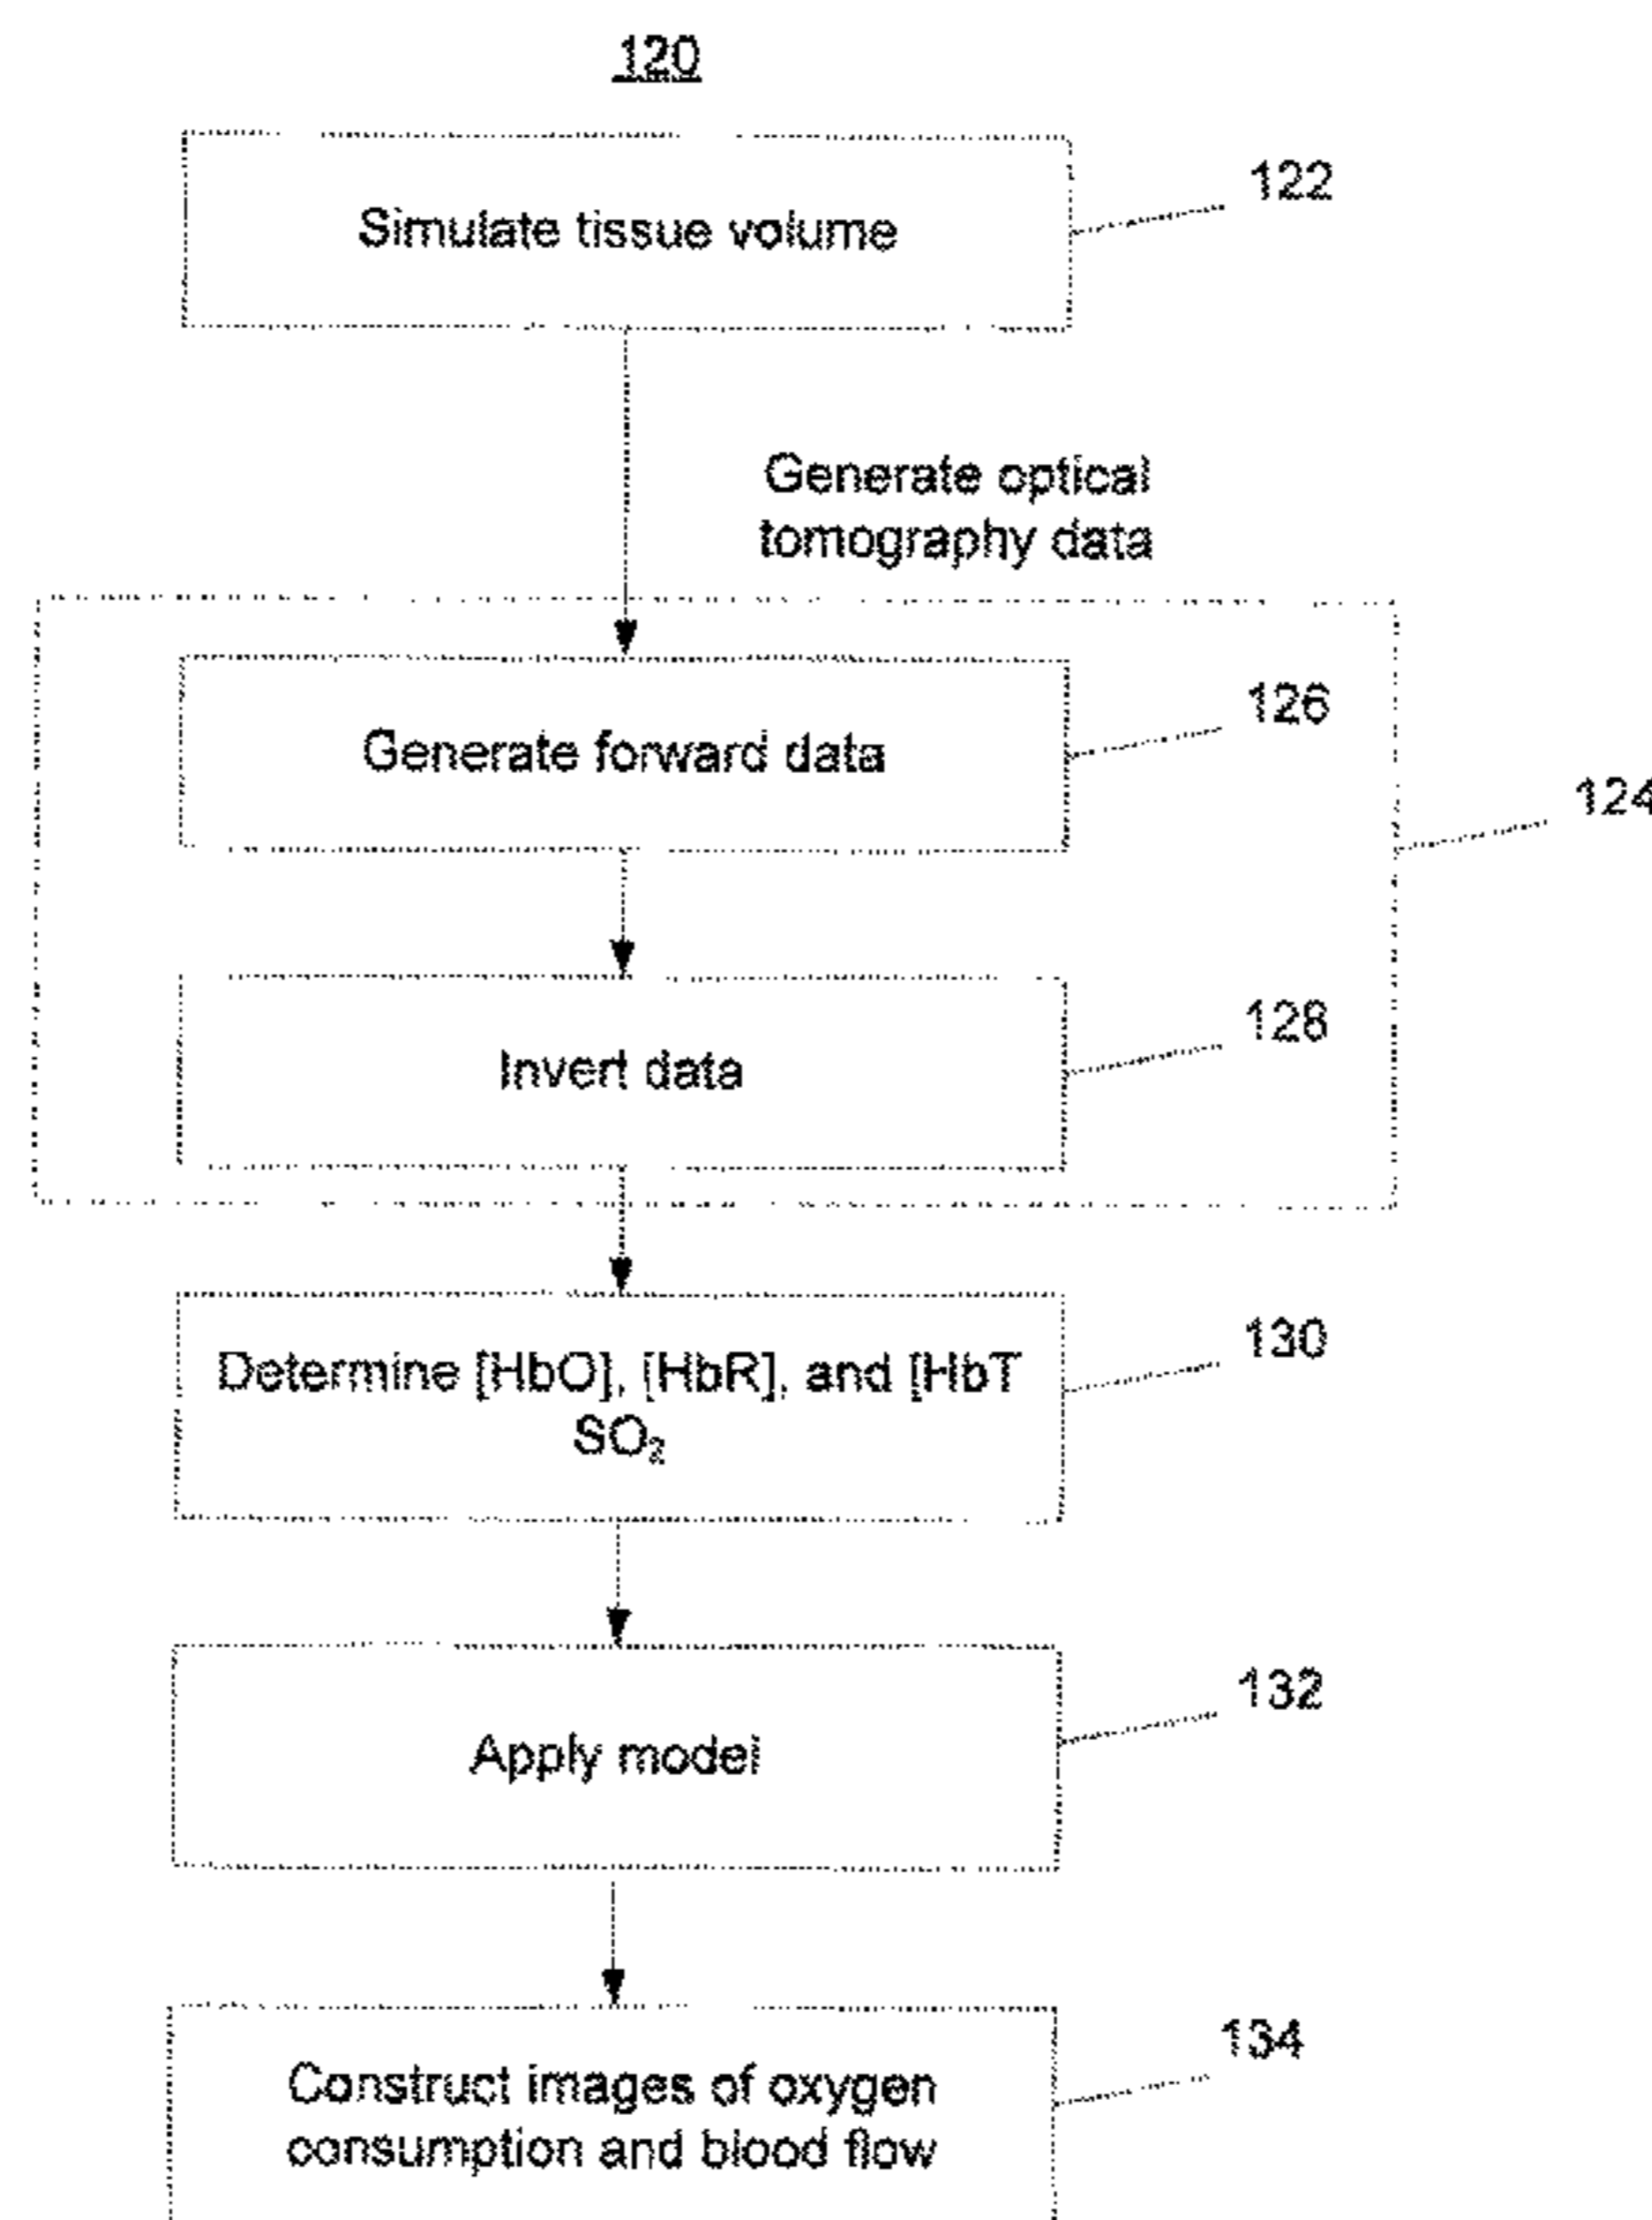 120
Simulate tissue volume
122
Generate optical
tomography data
Generate forward data
126
124
Invert data
128
Determine [HbO], [HbR], and [HbT
SO₂
130
Apply model
132
Construct images of oxygen
consumption and blood flow
134